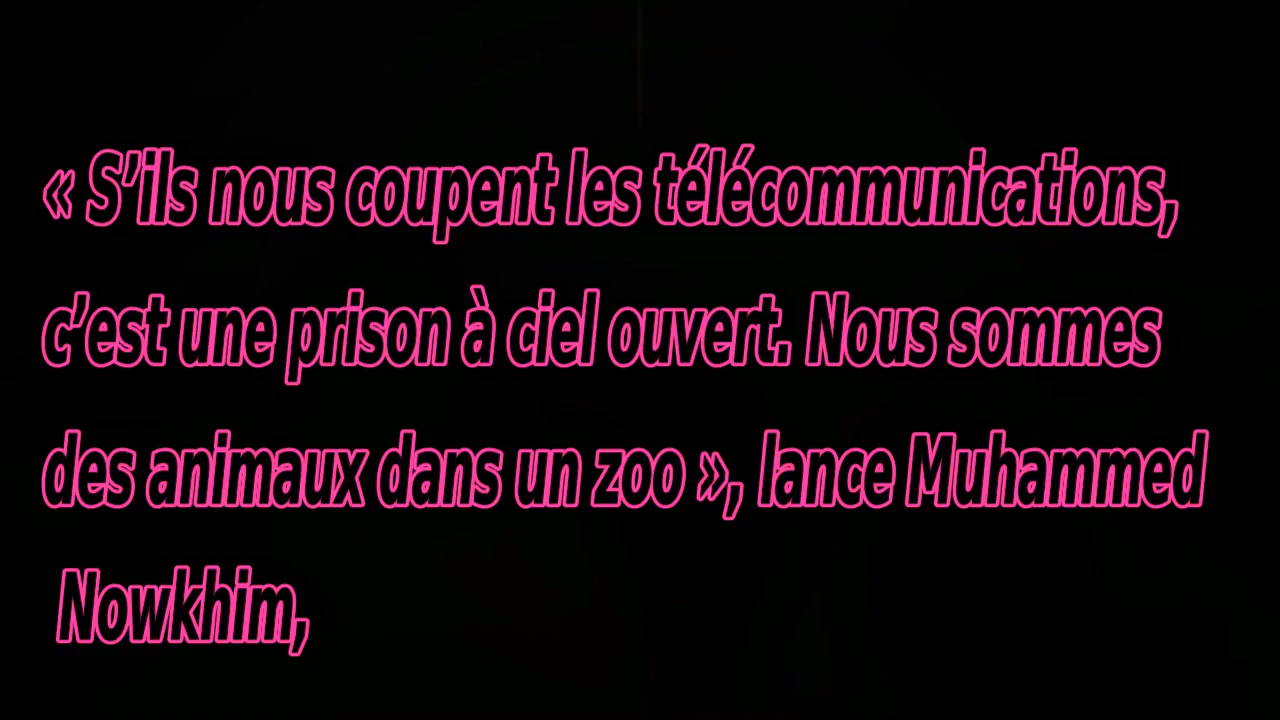 « S’ils nous coupent les télécommunications,
c’est une prison à ciel ouvert. Nous sommes
des animaux dans un zoo », lance Muhammed
Nowkhim,